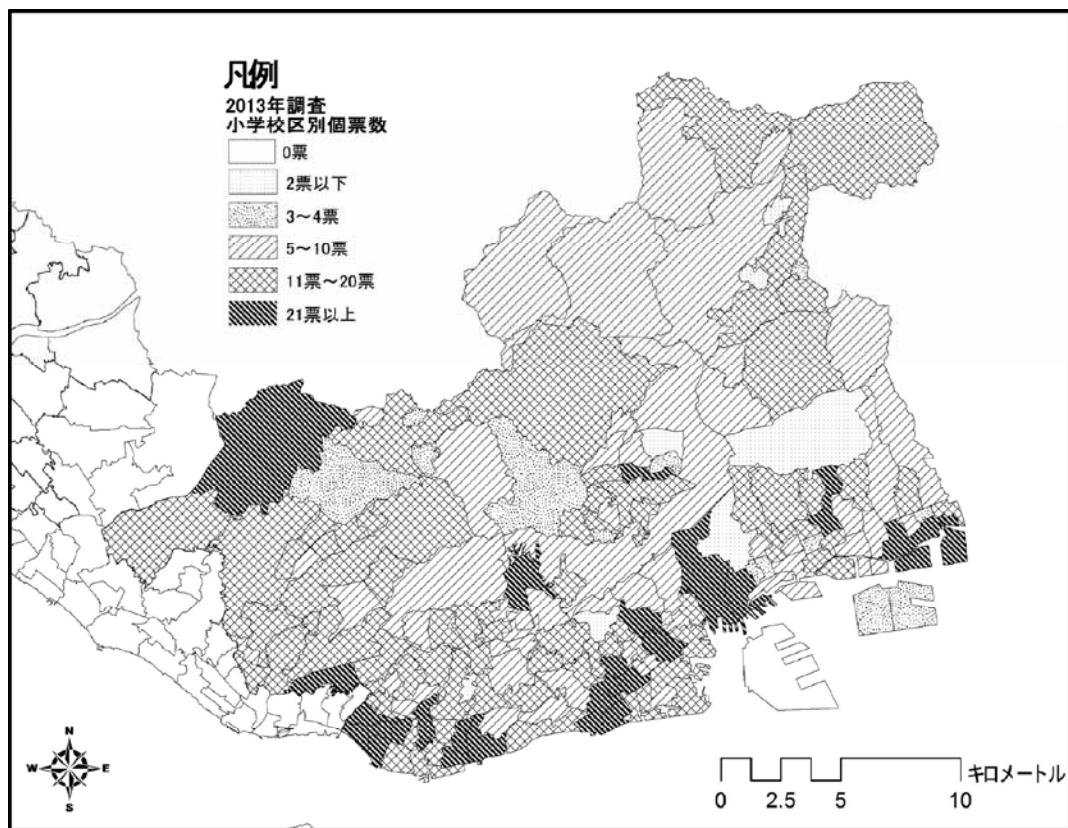 凡例
2013年調査
小学校区別個票数
0票
2票以下
3～4票
5～10票
11票～20票
21票以上
N
W E
S
キロメートル
0 2.5 5 10